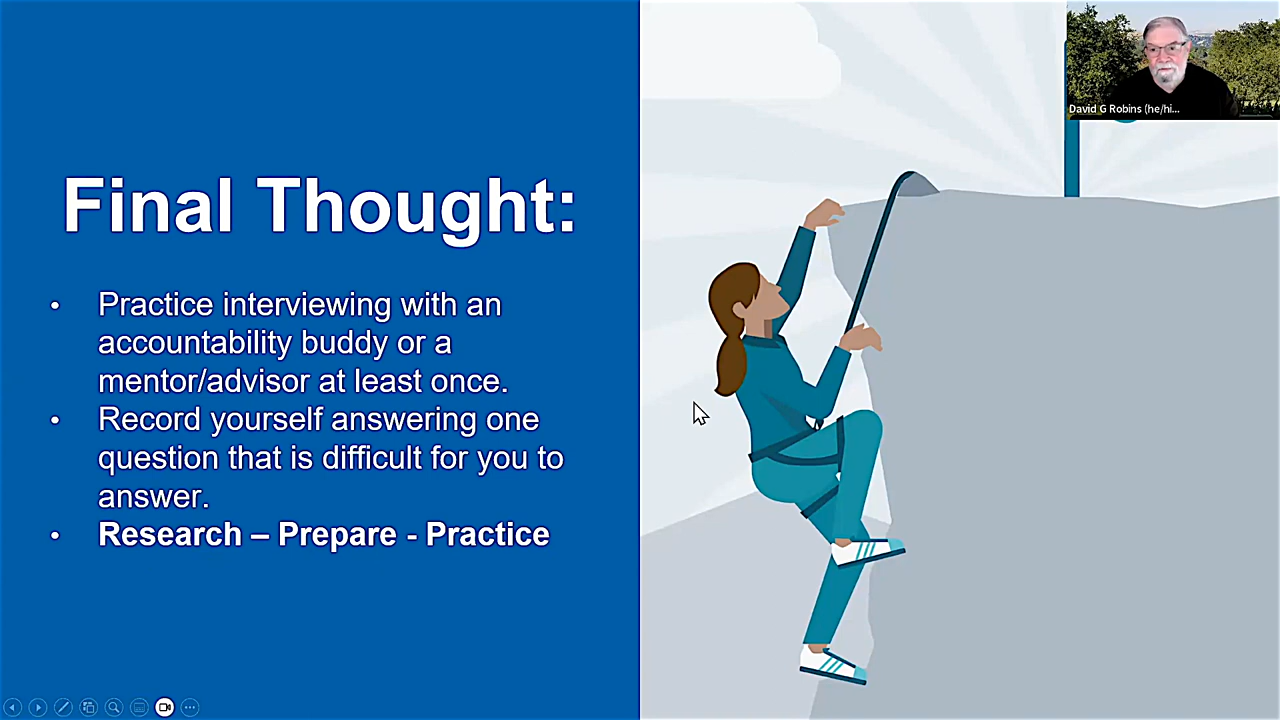 David G Robins (he/hi...
Final Thought:
• Practice interviewing with an
accountability buddy or a
mentor/advisor at least once.
• Record yourself answering one
question that is difficult for you to
answer.
• Research – Prepare - Practice